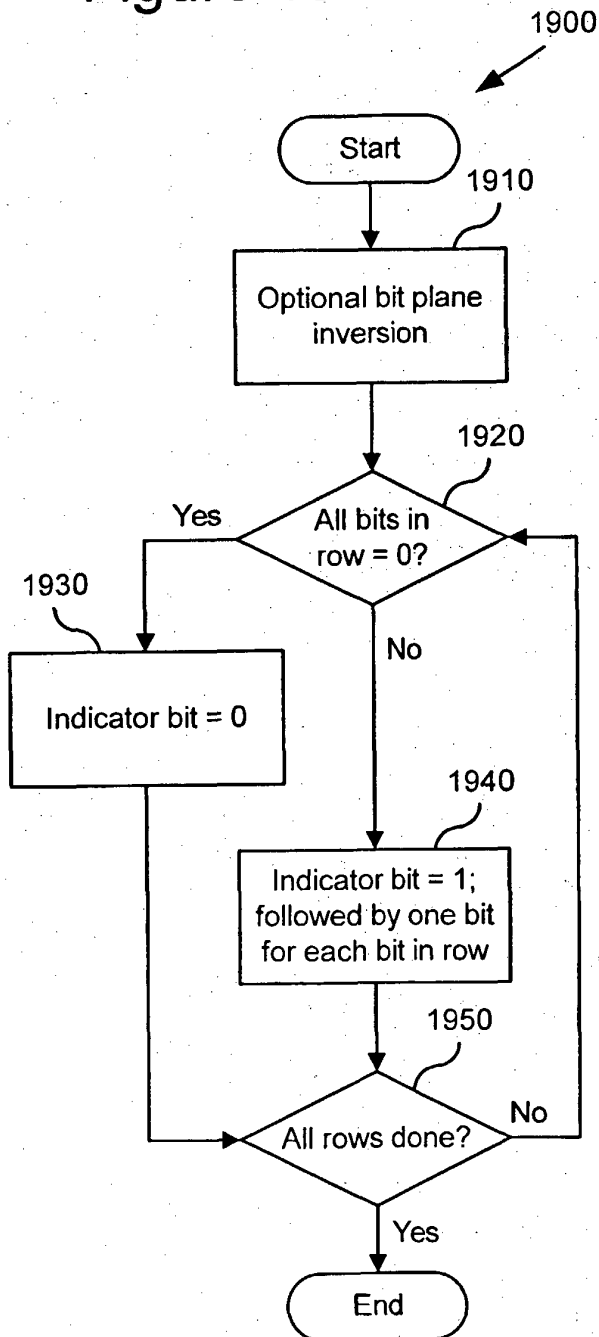 1900
Start
1910
Optional bit plane
inversion
1920
Yes
All bits in
row = 0?
1930
No
Indicator bit = 0
1940
Indicator bit = 1;
followed by one bit
for each bit in row
1950
All rows done?
No
Yes
End